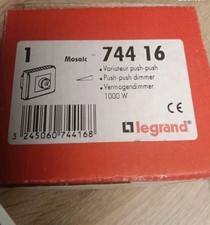 1 Mosaic - 744 16
• Variateur push-push
• Push-push dimmer
• Vermogendimmer
1000 W
3 245060 744168
CE
legrand